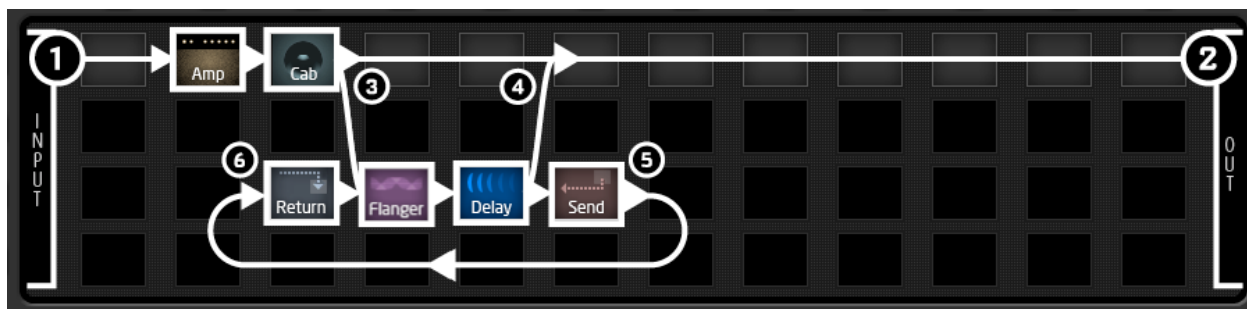 1
Amp
Cab
2
3
4
INPUT
OUT
6
5
Return
Flanger
Delay
Send